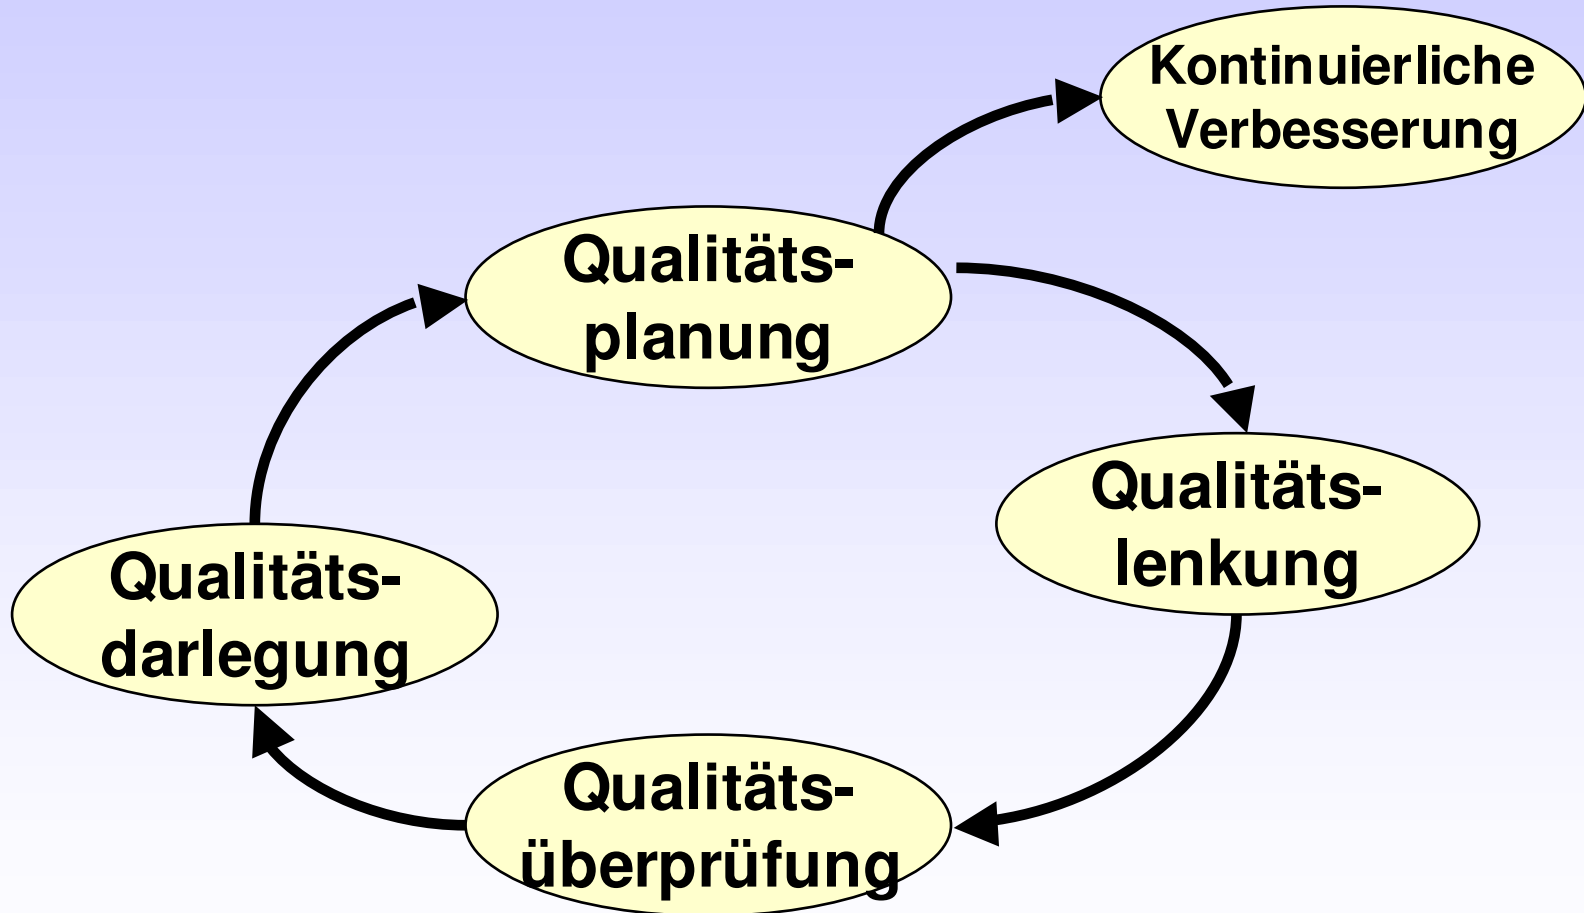 Kontinuierliche
Verbesserung
Qualitäts-
planung
Qualitäts-
lenkung
Qualitäts-
darlegung
Qualitäts-
überprüfung